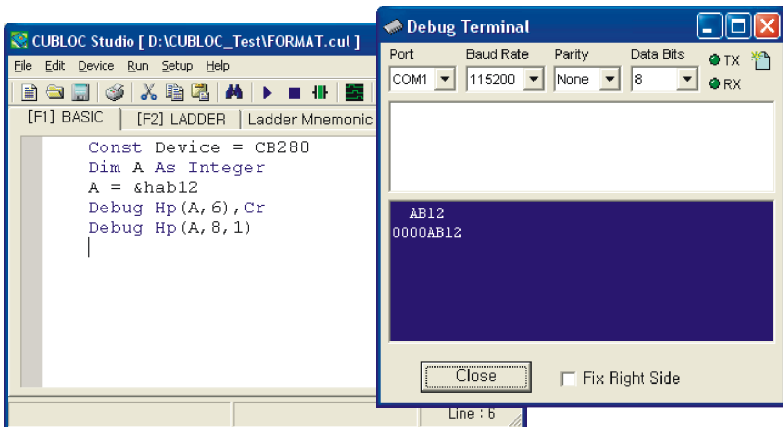 CUBLOC Studio [ D:\CUBLOC_Test\FORMAT.cul ]
File Edit Device Run Setup Help
[F1] BASIC [F2] LADDER Ladder Mnemonic
Const Device = CB280
Dim A As Integer
A = &hab12
Debug Hp(A,6),Cr
Debug Hp(A,8,1)
Line : 6
Debug Terminal
Port Baud Rate Parity Data Bits
COM1 115200 None 8
TX
RX
AB12
0000AB12
Close Fix Right Side